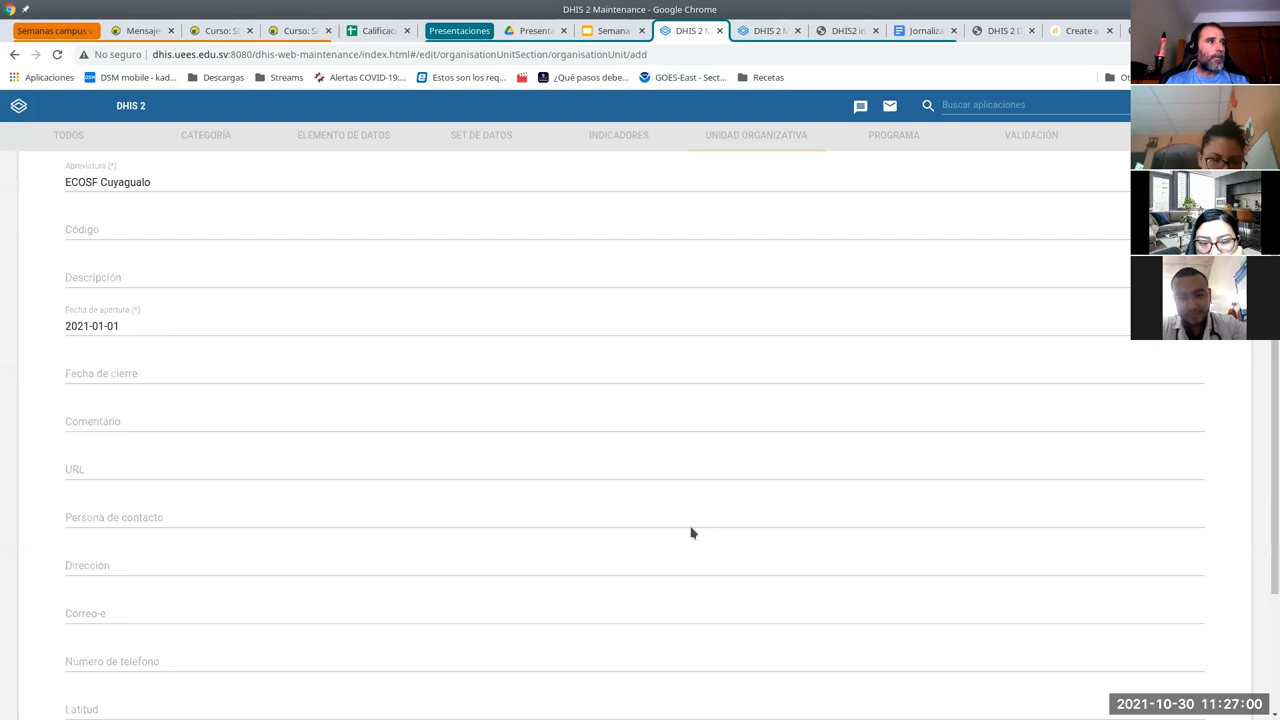 DHIS 2 Maintenance - Google Chrome
Semanas campus v
Mensaje
Curso: S
Curso: S
Calificac
Presentaciones
Present
Semana
DHIS 2 M
DHIS 2 M
DHIS2 in
Jornaliz
DHIS 2 D
Create a
No seguro
dhis.uees.edu.sv:8080/dhis-web-maintenance/index.html#/edit/organisationUnitSection/organisationUnit/add
Aplicaciones
DSM mobile - kad...
Descargas
Streams
Alertas COVID-19:...
Estos son los req...
¿Qué pasos debe...
GOES-East - Sect...
Recetas
DHIS 2
Buscar aplicaciones
TODOS
CATEGORÍA
ELEMENTO DE DATOS
SET DE DATOS
INDICADORES
UNIDAD ORGANIZATIVA
PROGRAMA
VALIDACIÓN
Abreviatura (*)
ECOSF Cuyagualo
Código
Descripción
Fecha de apertura (*)
2021-01-01
Fecha de cierre
Comentario
URL
Persona de contacto
Dirección
Correo-e
Número de teléfono
Latitud
2021-10-30 11:27:00